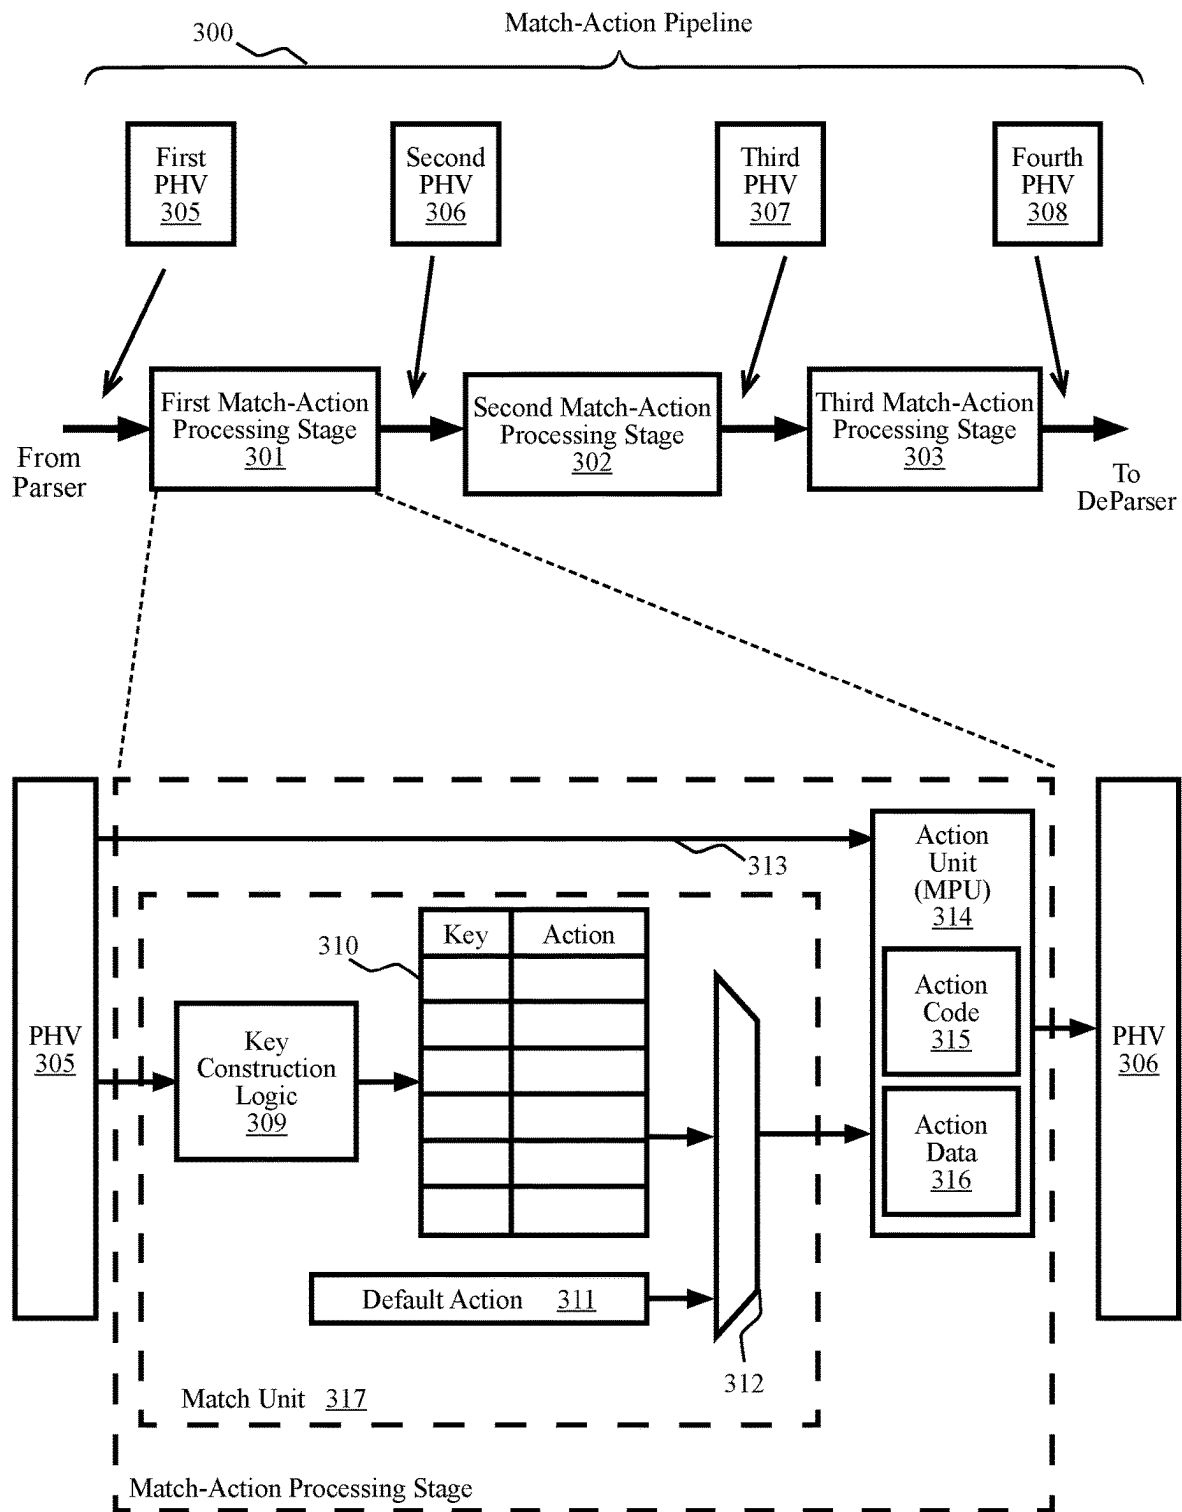 Match-Action Pipeline
300
First
PHV
305
Second
PHV
306
Third
PHV
307
Fourth
PHV
308
From
Parser
First Match-Action
Processing Stage
301
Second Match-Action
Processing Stage
302
Third Match-Action
Processing Stage
303
To
DeParser
PHV
305
313
310
Key
Construction
Logic
309
Key Action
Default Action 311
312
Match Unit 317
Action
Unit
(MPU)
314
Action
Code
315
Action
Data
316
PHV
306
Match-Action Processing Stage